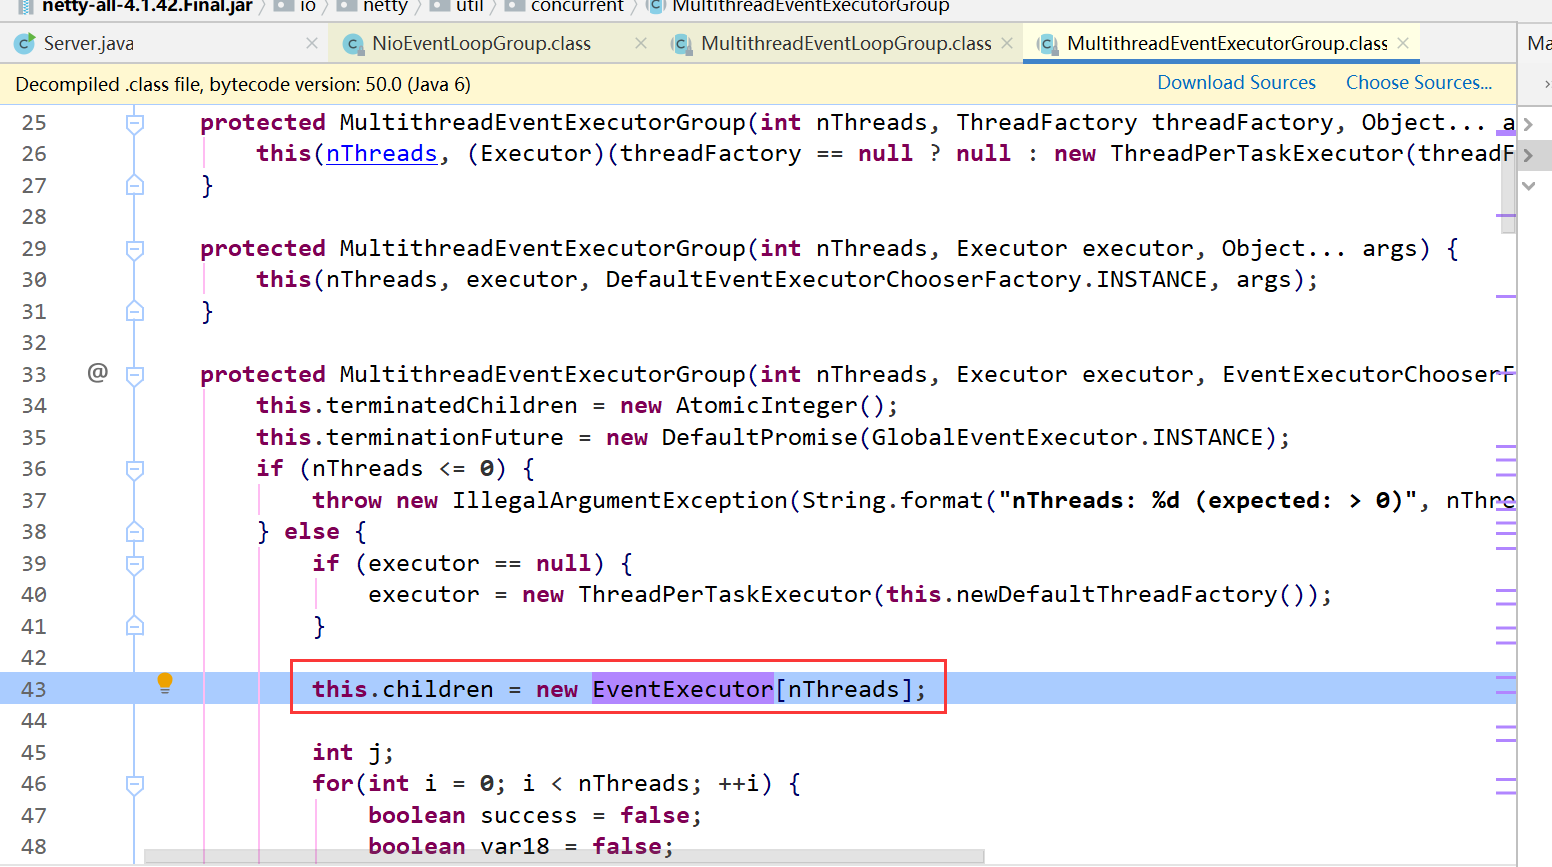 netty-all-4.1.42.Final.jar io netty util concurrent MultithreadEventExecutorGroup
Server.java NioEventLoopGroup.class MultithreadEventLoopGroup.class MultithreadEventExecutorGroup.class Ma
Decompiled .class file, bytecode version: 50.0 (Java 6) Download Sources Choose Sources...
25 protected MultithreadEventExecutorGroup(int nThreads, ThreadFactory threadFactory, Object... a
26 this(nThreads, (Executor)(threadFactory == null ? null : new ThreadPerTaskExecutor(threadF
27 }
28
29 protected MultithreadEventExecutorGroup(int nThreads, Executor executor, Object... args) {
30 this(nThreads, executor, DefaultEventExecutorChooserFactory.INSTANCE, args);
31 }
32
33 @ protected MultithreadEventExecutorGroup(int nThreads, Executor executor, EventExecutorChooserF
34 this.terminatedChildren = new AtomicInteger();
35 this.terminationFuture = new DefaultPromise(GlobalEventExecutor.INSTANCE);
36 if (nThreads <= 0) {
37 throw new IllegalArgumentException(String.format("nThreads: %d (expected: > 0)", nThre
38 } else {
39 if (executor == null) {
40 executor = new ThreadPerTaskExecutor(this.newDefaultThreadFactory());
41 }
42
43 this.children = new EventExecutor[nThreads];
44
45 int j;
46 for(int i = 0; i < nThreads; ++i) {
47 boolean success = false;
48 boolean var18 = false;